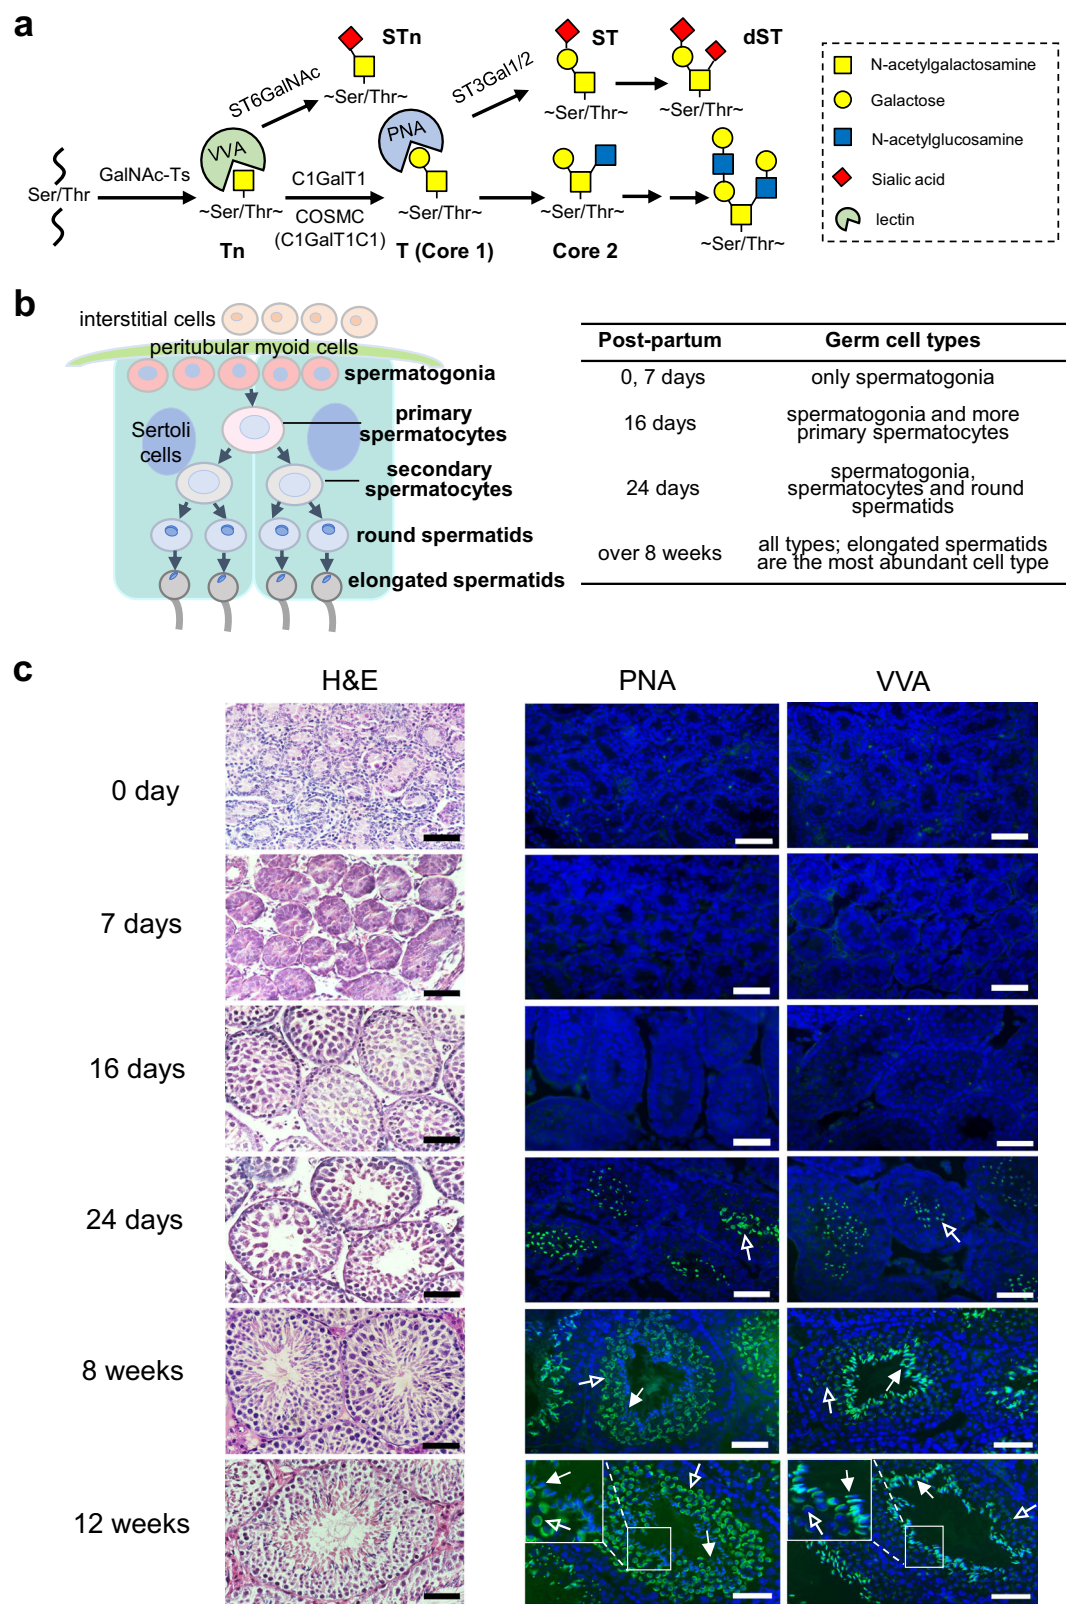 a
STn
ST
dST
ST6GalNAc
ST3Gal1/2
N-acetylgalactosamine
~Ser/Thr~
PNA
~Ser/Thr~
~Ser/Thr~
Galactose
VVA
N-acetylglucosamine
Ser/Thr
GalNAc-Ts
C1GalT1
Sialic acid
~Ser/Thr~
COSMC
(C1GalT1C1)
~Ser/Thr~
~Ser/Thr~
lectin
~Ser/Thr~
Tn
T (Core 1)
Core 2
b
interstitial cells
peritubular myoid cells
spermatogonia
primary
spermatocytes
Sertoli
cells
secondary
spermatocytes
round spermatids
elongated spermatids
Post-partum
Germ cell types
0, 7 days
only spermatogonia
16 days
spermatogonia and more
primary spermatocytes
24 days
spermatogonia,
spermatocytes and round
spermatids
over 8 weeks
all types; elongated spermatids
are the most abundant cell type
c
H&E
PNA
VVA
0 day
7 days
16 days
24 days
8 weeks
12 weeks